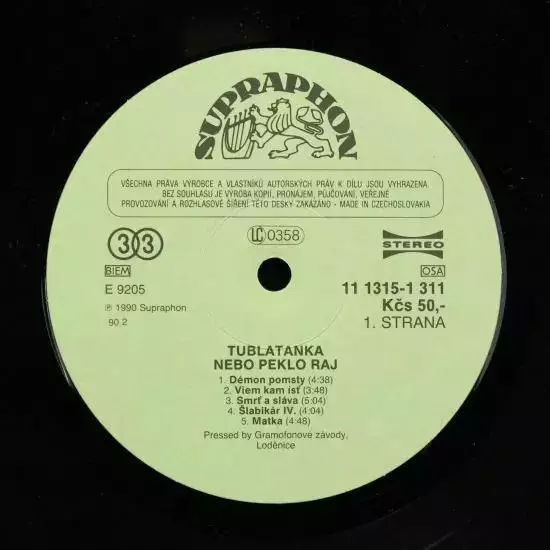 SUPRAPHON
VŠECHNA PRÁVA VÝROBCE A VLASTNÍKŮ AUTORSKÝCH PRÁV K DÍLU JSOU VYHRAZENA.
BEZ SOUHLASU JE VÝROBA KOPIÍ, PRONÁJEM, PŮJČOVÁNÍ, VEŘEJNÉ
PROVOZOVÁNÍ A ROZHLASOVÉ ŠÍŘENÍ TÉTO DESKY ZAKÁZÁNO - MADE IN CZECHOSLOVAKIA
33
LC 0358
STEREO
BIEM
OSA
E 9205
11 1315-1 311
℗ 1990 Supraphon
Kčs 50,-
90 2
1. STRANA
TUBLATANKA
NEBO PEKLO RAJ
1. Démon pomsty (4:38)
2. Viem kam ísť (3:48)
3. Smrť a sláva (5:04)
4. Šlabikár IV. (4:04)
5. Matka (4:48)
Pressed by Gramofonové závody,
Loděnice